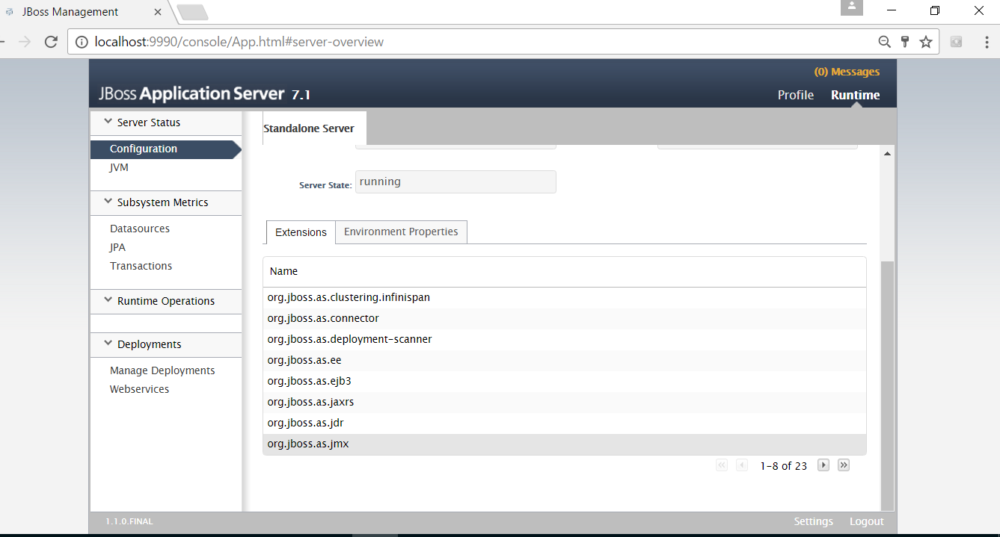 JBoss Management
localhost:9990/console/App.html#server-overview
(0) Messages
JBoss Application Server 7.1
Profile Runtime
Server Status
Configuration
JVM
Subsystem Metrics
Datasources
JPA
Transactions
Runtime Operations
Deployments
Manage Deployments
Webservices
Standalone Server
Server State: running
Extensions Environment Properties
Name
org.jboss.as.clustering.infinispan
org.jboss.as.connector
org.jboss.as.deployment-scanner
org.jboss.as.ee
org.jboss.as.ejb3
org.jboss.as.jaxrs
org.jboss.as.jdr
org.jboss.as.jmx
1-8 of 23
1.1.0.FINAL
Settings Logout